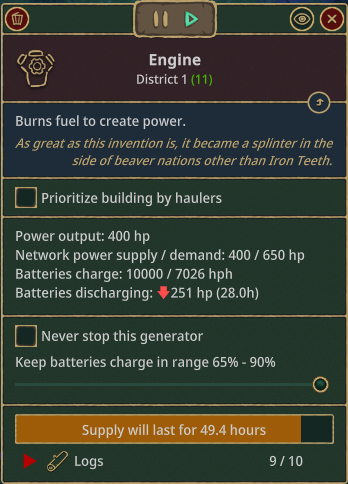 Engine
District 1 (11)
Burns fuel to create power.
As great as this invention is, it became a splinter in the
side of beaver nations other than Iron Teeth.
Prioritize building by haulers
Power output: 400 hp
Network power supply / demand: 400 / 650 hp
Batteries charge: 10000 / 7026 hph
Batteries discharging: 251 hp (28.0h)
Never stop this generator
Keep batteries charge in range 65% - 90%
Supply will last for 49.4 hours
Logs 9 / 10